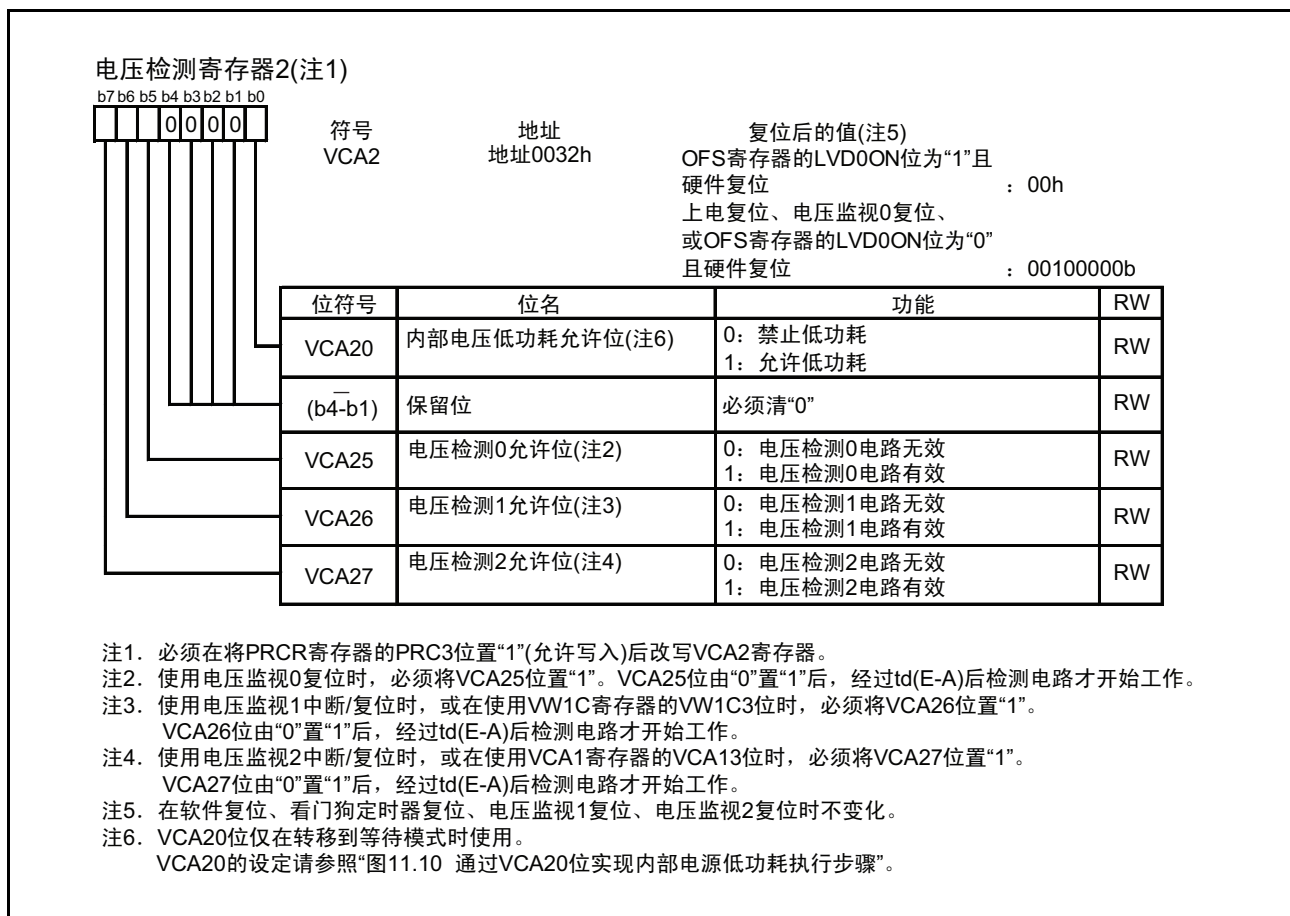 电压检测寄存器2(注1)
b7 b6 b5 b4 b3 b2 b1 b0
0 0 0 0
符号 地址 复位后的值(注5)
VCA2 地址0032h OFS寄存器的LVD0ON位为“1”且
硬件复位 ：00h
上电复位、电压监视0复位、
或OFS寄存器的LVD0ON位为“0”
且硬件复位 ：00100000b
位符号 位名 功能 RW
VCA20 内部电压低功耗允许位(注6) 0：禁止低功耗 RW
1：允许低功耗
—
(b4-b1) 保留位 必须清“0” RW
VCA25 电压检测0允许位(注2) 0：电压检测0电路无效 RW
1：电压检测0电路有效
VCA26 电压检测1允许位(注3) 0：电压检测1电路无效 RW
1：电压检测1电路有效
VCA27 电压检测2允许位(注4) 0：电压检测2电路无效 RW
1：电压检测2电路有效
注1. 必须在将PRCR寄存器的PRC3位置“1”(允许写入)后改写VCA2寄存器。
注2. 使用电压监视0复位时，必须将VCA25位置“1”。VCA25位由“0”置“1”后，经过td(E-A)后检测电路才开始工作。
注3. 使用电压监视1中断/复位时，或在使用VW1C寄存器的VW1C3位时，必须将VCA26位置“1”。
VCA26位由“0”置“1”后，经过td(E-A)后检测电路才开始工作。
注4. 使用电压监视2中断/复位时，或在使用VCA1寄存器的VCA13位时，必须将VCA27位置“1”。
VCA27位由“0”置“1”后，经过td(E-A)后检测电路才开始工作。
注5. 在软件复位、看门狗定时器复位、电压监视1复位、电压监视2复位时不变化。
注6. VCA20位仅在转移到等待模式时使用。
VCA20的设定请参照“图11.10 通过VCA20位实现内部电源低功耗执行步骤”。